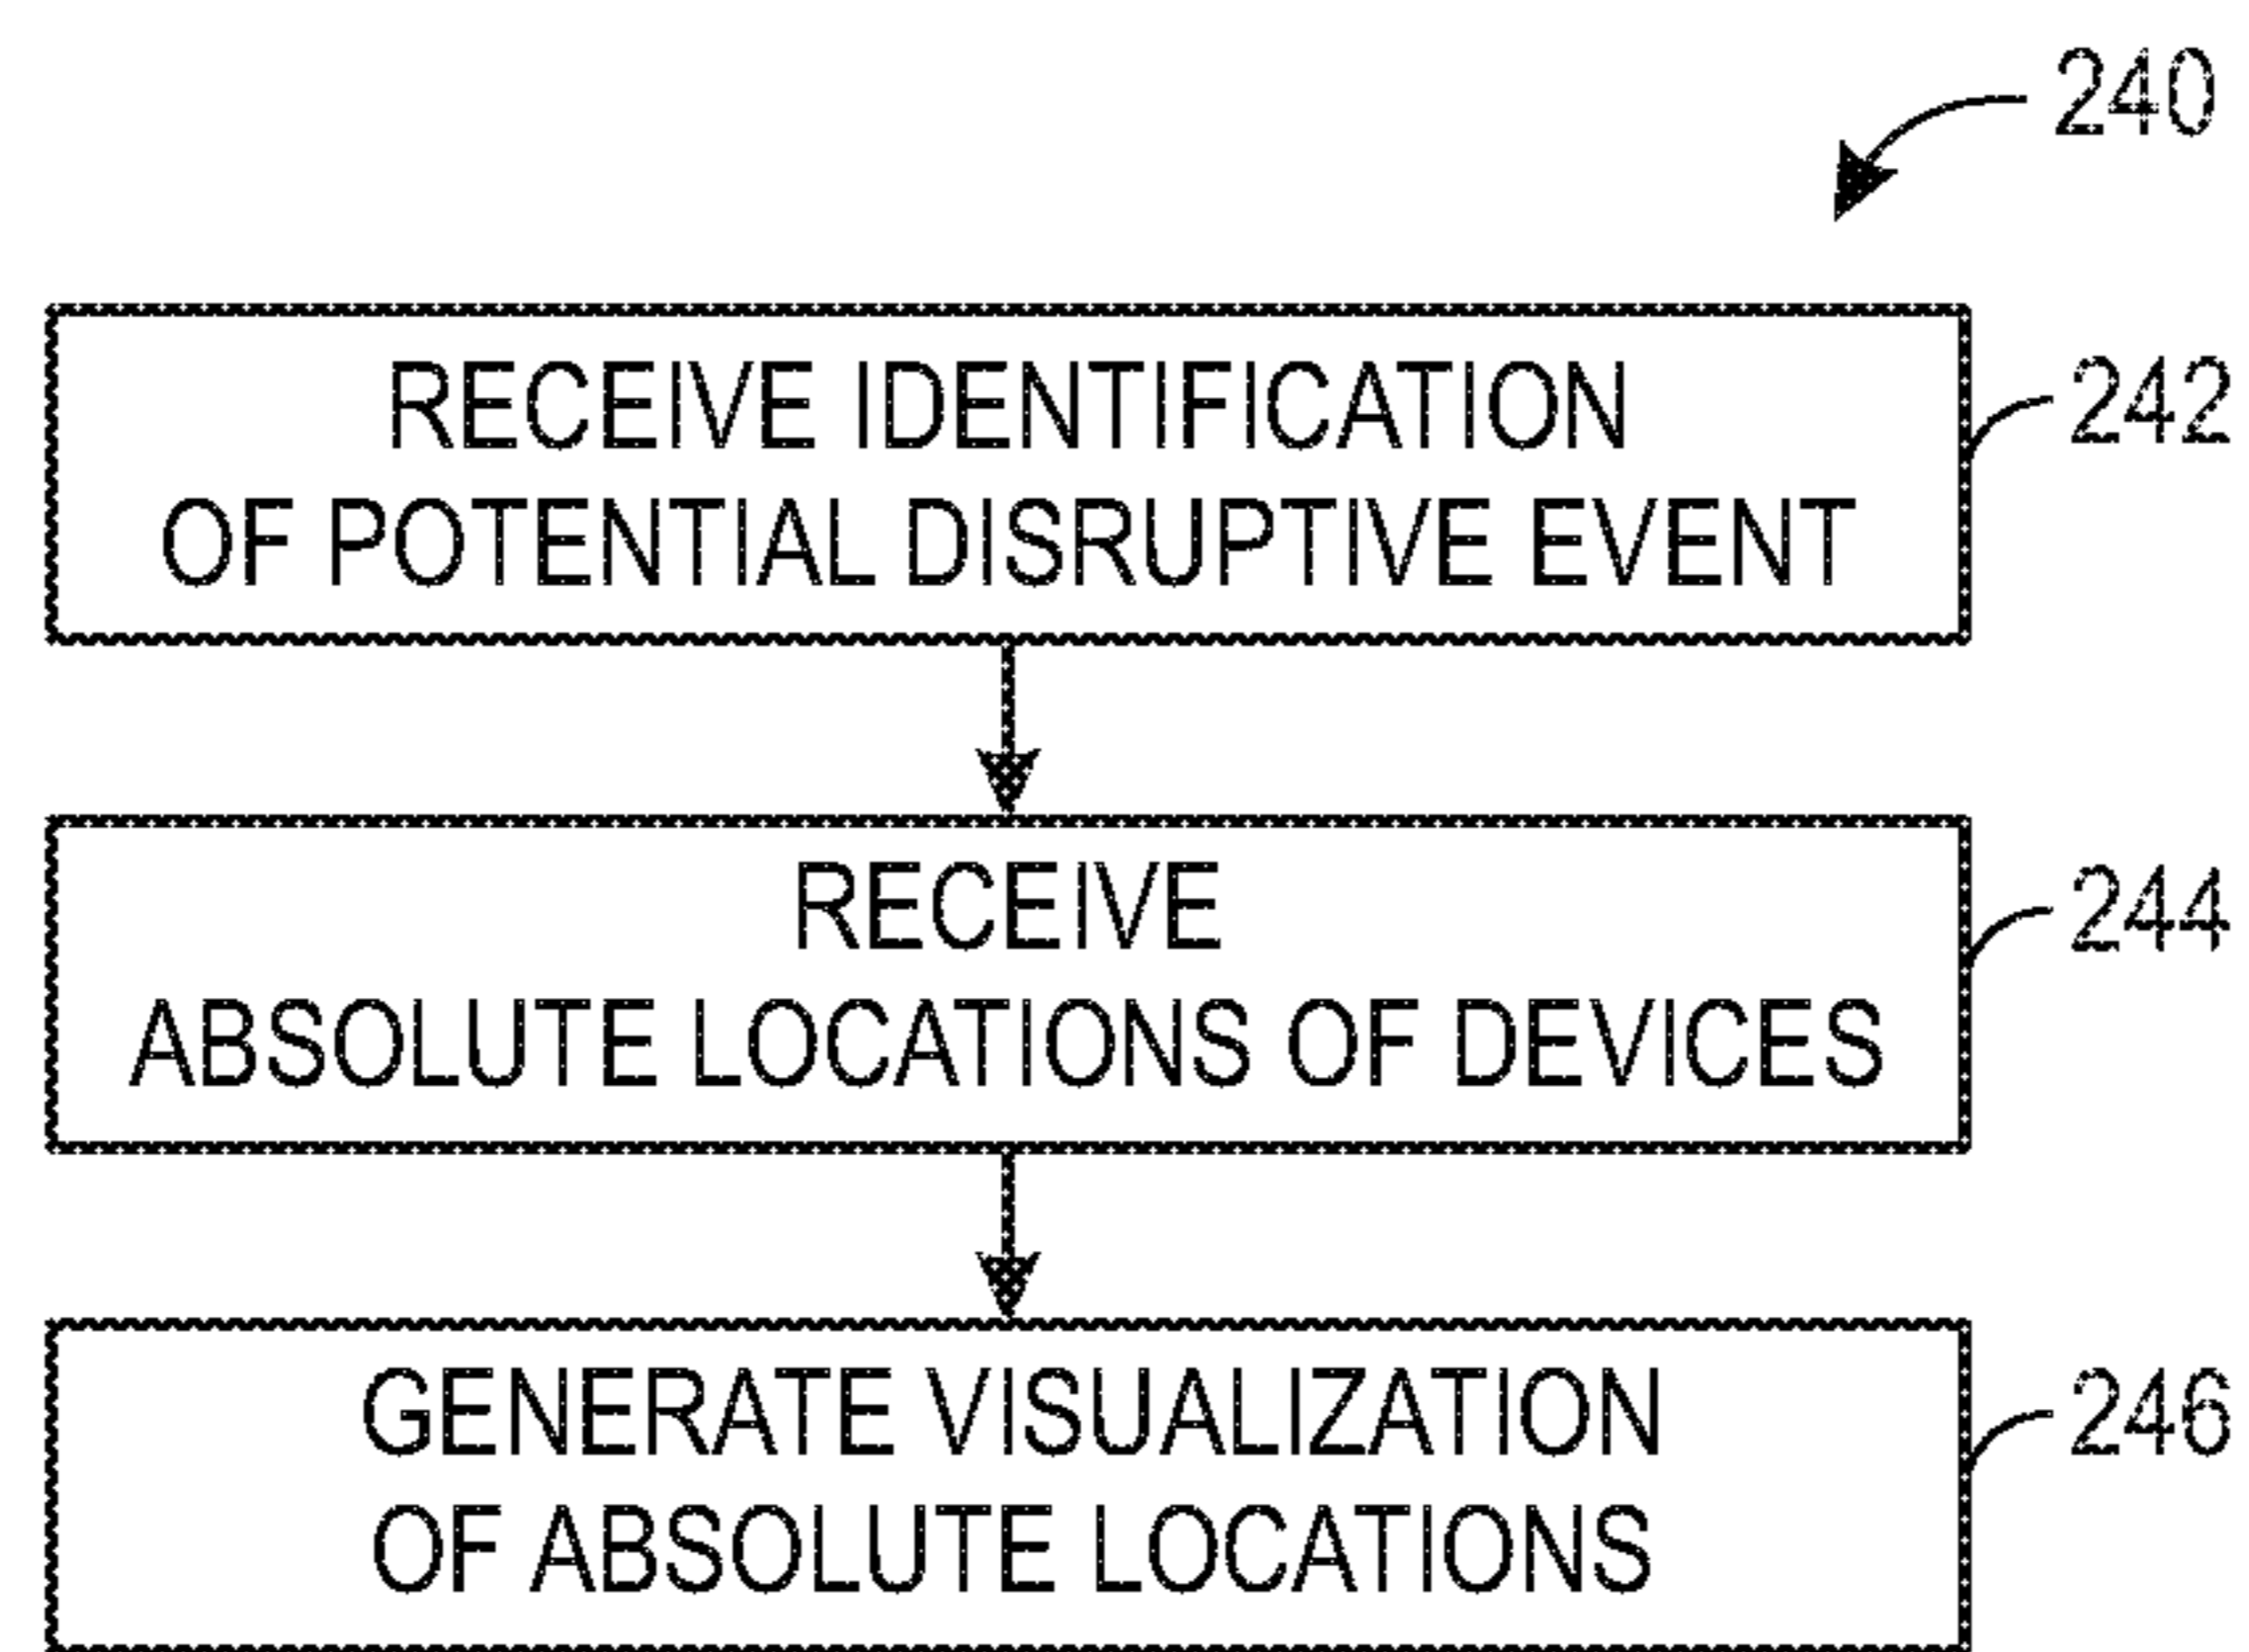 240
RECEIVE IDENTIFICATION
OF POTENTIAL DISRUPTIVE EVENT
242
RECEIVE
ABSOLUTE LOCATIONS OF DEVICES
244
GENERATE VISUALIZATION
OF ABSOLUTE LOCATIONS
246